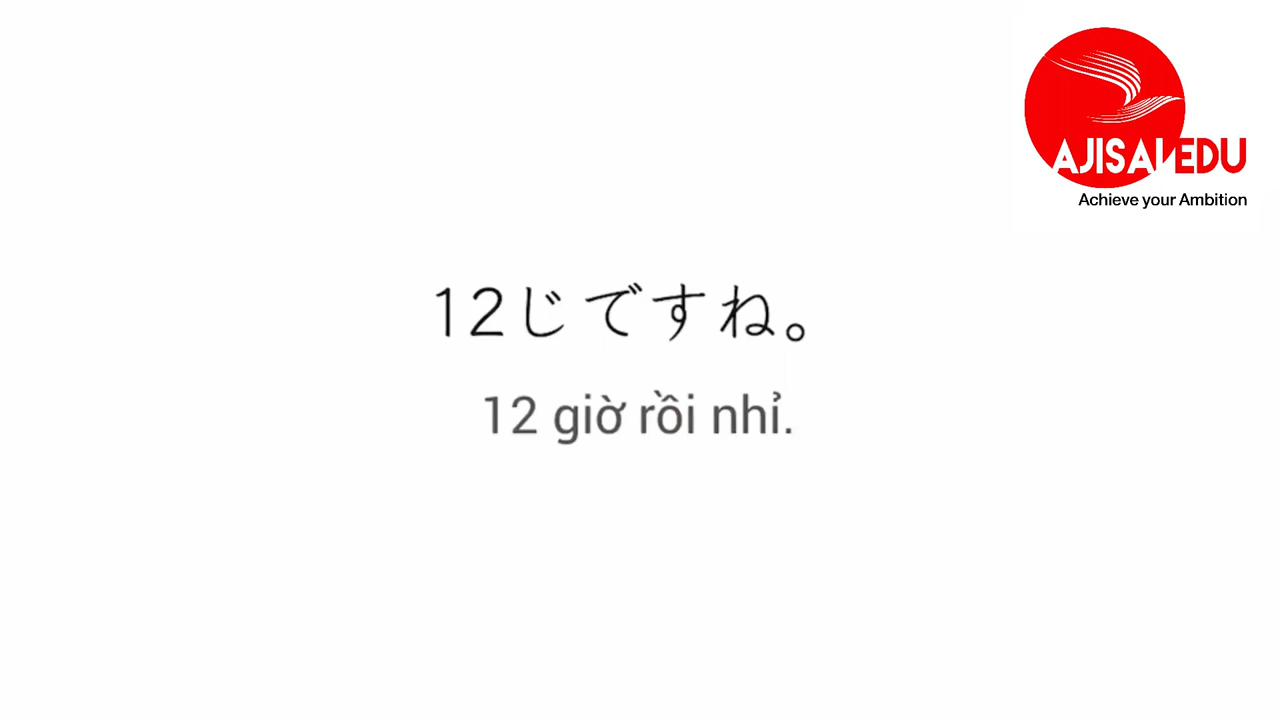 AJISAI EDU
Achieve your Ambition
12じですね。
12 giờ rồi nhỉ.